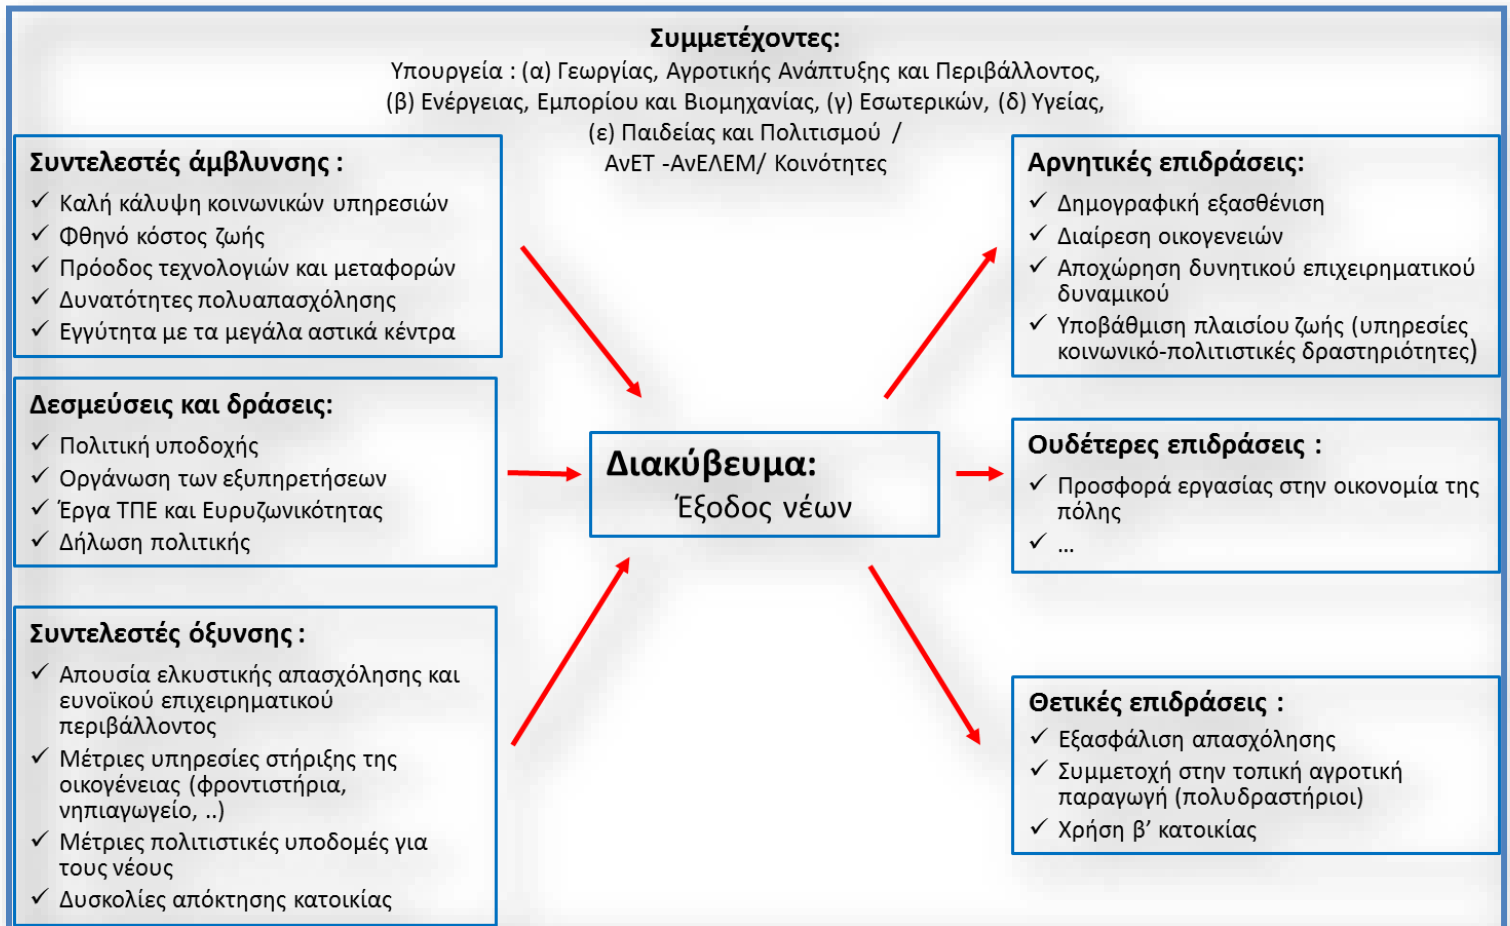 Συμμετέχοντες:
Υπουργεία : (α) Γεωργίας, Αγροτικής Ανάπτυξης και Περιβάλλοντος,
(β) Ενέργειας, Εμπορίου και Βιομηχανίας, (γ) Εσωτερικών, (δ) Υγείας,
(ε) Παιδείας και Πολιτισμού /
ΑνΕΤ -ΑνΕΛΕΜ/ Κοινότητες
Συντελεστές άμβλυνσης :
✓ Καλή κάλυψη κοινωνικών υπηρεσιών
✓ Φθηνό κόστος ζωής
✓ Πρόοδος τεχνολογιών και μεταφορών
✓ Δυνατότητες πολυαπασχόλησης
✓ Εγγύτητα με τα μεγάλα αστικά κέντρα
Δεσμεύσεις και δράσεις:
✓ Πολιτική υποδοχής
✓ Οργάνωση των εξυπηρετήσεων
✓ Έργα ΤΠΕ και Ευρυζωνικότητας
✓ Δήλωση πολιτικής
Συντελεστές όξυνσης :
✓ Απουσία ελκυστικής απασχόλησης και
ευνοϊκού επιχειρηματικού
περιβάλλοντος
✓ Μέτριες υπηρεσίες στήριξης της
οικογένειας (φροντιστήρια,
νηπιαγωγείο, ..)
✓ Μέτριες πολιτιστικές υποδομές για
τους νέους
✓ Δυσκολίες απόκτησης κατοικίας
Διακύβευμα:
Έξοδος νέων
Αρνητικές επιδράσεις:
✓ Δημογραφική εξασθένιση
✓ Διαίρεση οικογενειών
✓ Αποχώρηση δυνητικού επιχειρηματικού
δυναμικού
✓ Υποβάθμιση πλαισίου ζωής (υπηρεσίες
κοινωνικό-πολιτιστικές δραστηριότητες)
Ουδέτερες επιδράσεις :
✓ Προσφορά εργασίας στην οικονομία της
πόλης
✓ ...
Θετικές επιδράσεις :
✓ Εξασφάλιση απασχόλησης
✓ Συμμετοχή στην τοπική αγροτική
παραγωγή (πολυδραστήριοι)
✓ Χρήση β’ κατοικίας